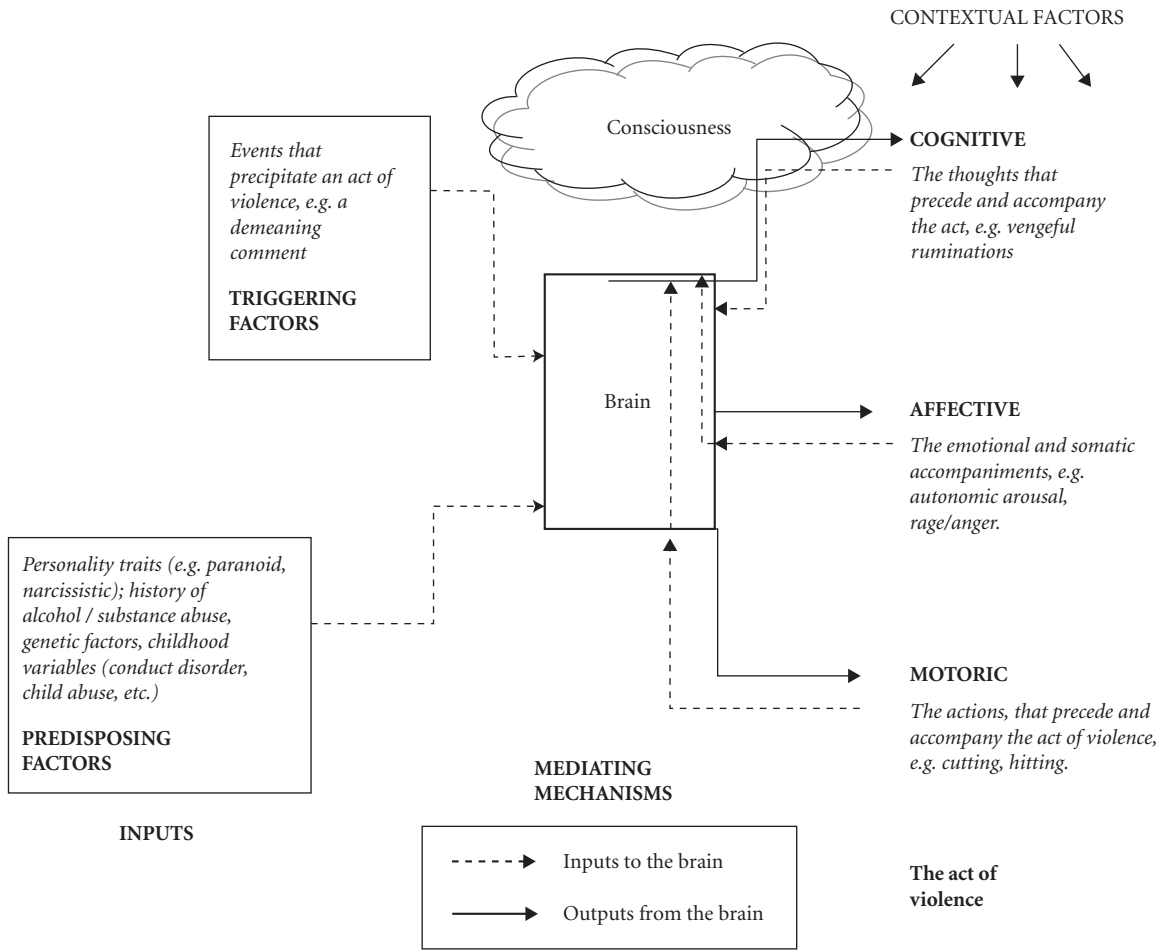 CONTEXTUAL FACTORS
Consciousness
Events that
precipitate an act of
violence, e.g. a
demeaning
comment
TRIGGERING
FACTORS
COGNITIVE
The thoughts that
precede and accompany
the act, e.g. vengeful
ruminations
Brain
AFFECTIVE
The emotional and somatic
accompaniments, e.g.
autonomic arousal,
rage/anger.
Personality traits (e.g. paranoid,
narcissistic); history of
alcohol / substance abuse,
genetic factors, childhood
variables (conduct disorder,
child abuse, etc.)
PREDISPOSING
FACTORS
INPUTS
MOTORIC
The actions, that precede and
accompany the act of violence,
e.g. cutting, hitting.
MEDIATING
MECHANISMS
Inputs to the brain
Outputs from the brain
The act of
violence